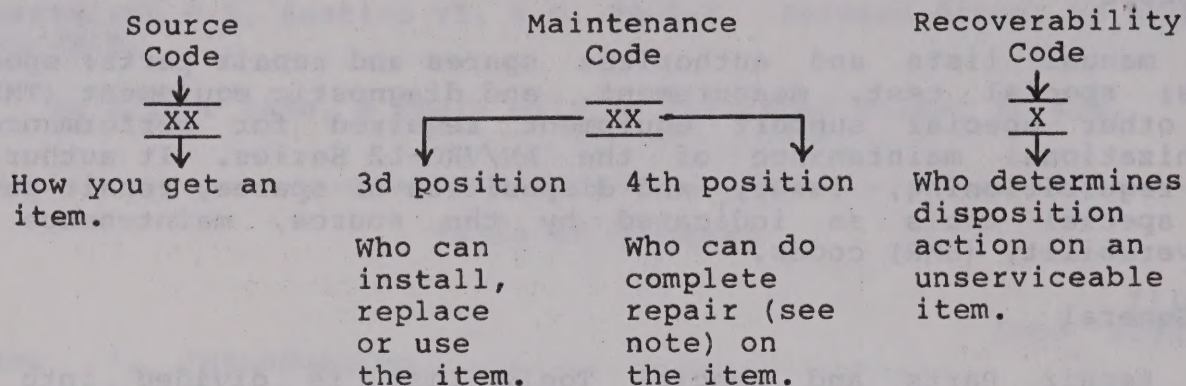 Source
Code
XX
How you get an
item.
Maintenance
Code
XX
3d position
Who can
install,
replace
or use
the item.
4th position
Who can do
complete
repair (see
note) on
the item.
Recoverability
Code
X
Who determines
disposition
action on an
unserviceable
item.